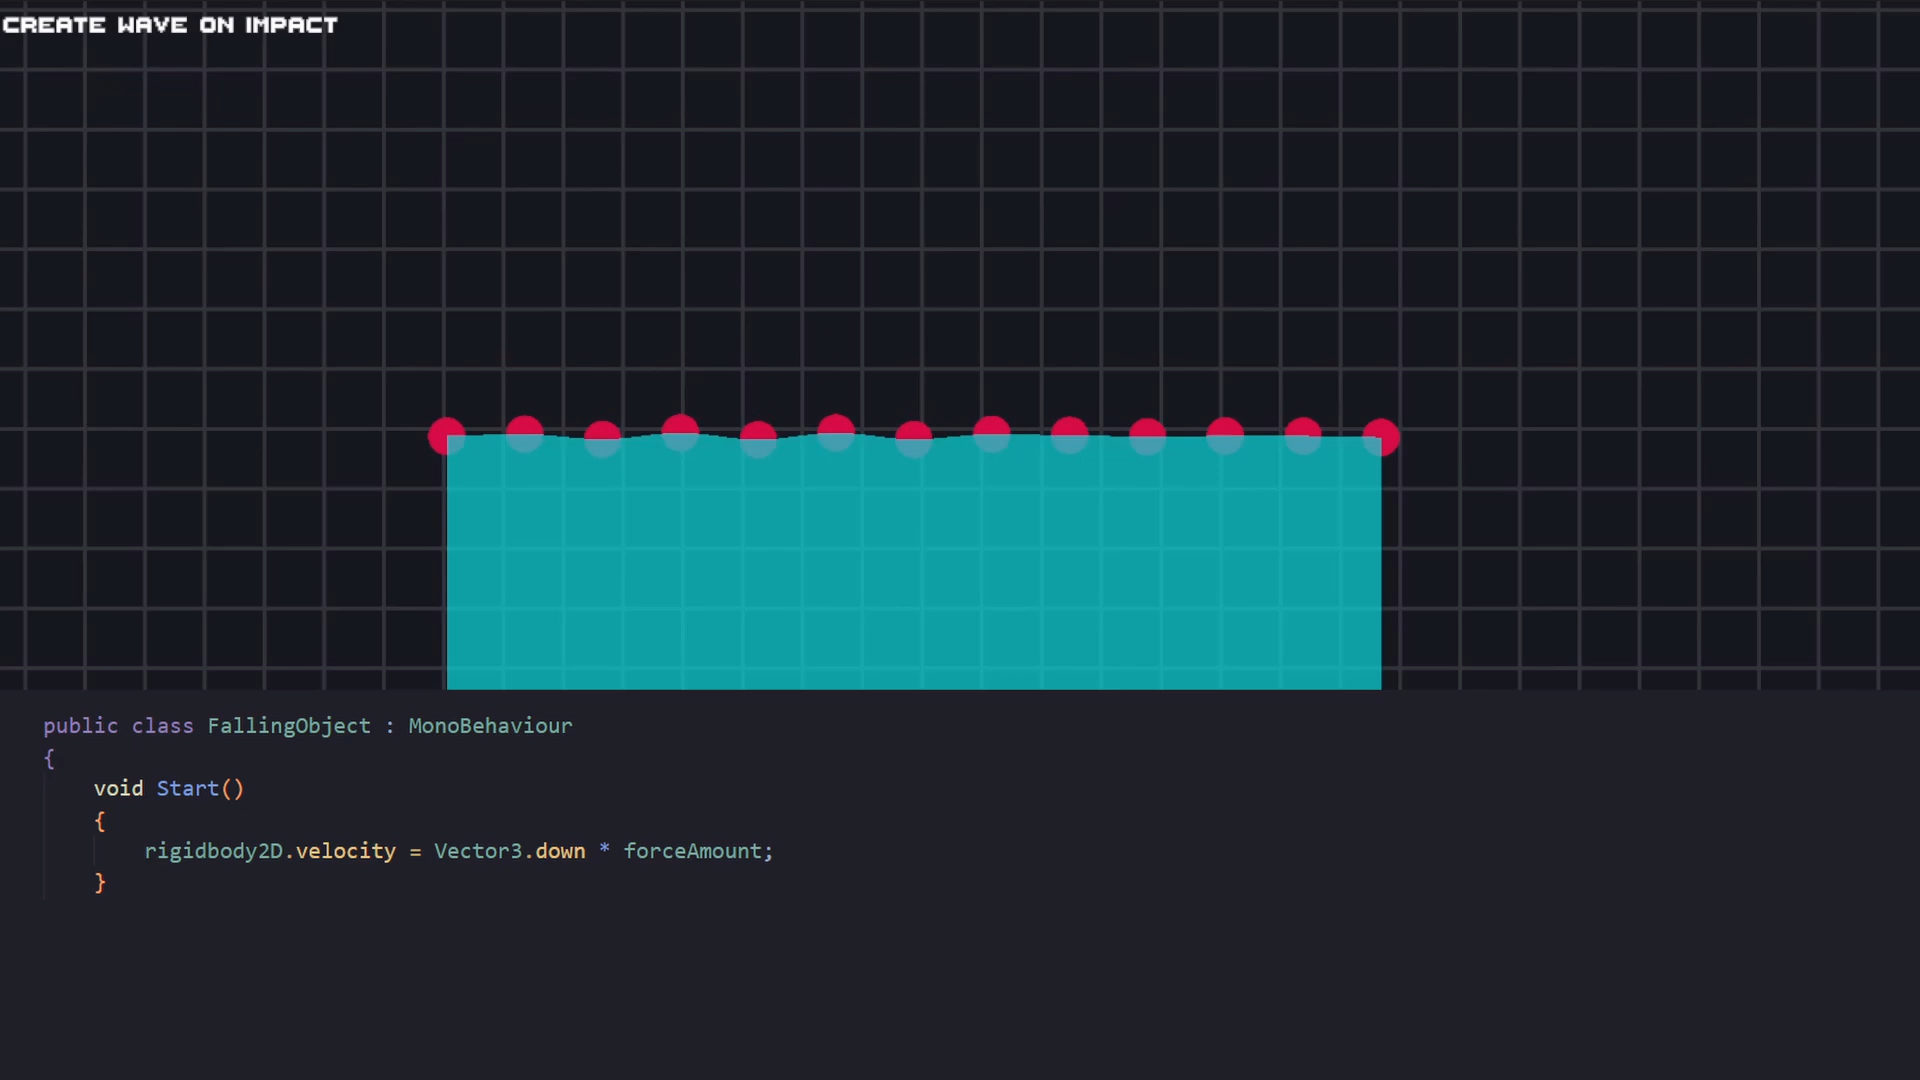 CREATE WAVE ON IMPACT
public class FallingObject : MonoBehaviour
{
void Start()
{
rigidbody2D.velocity = Vector3.down * forceAmount;
}